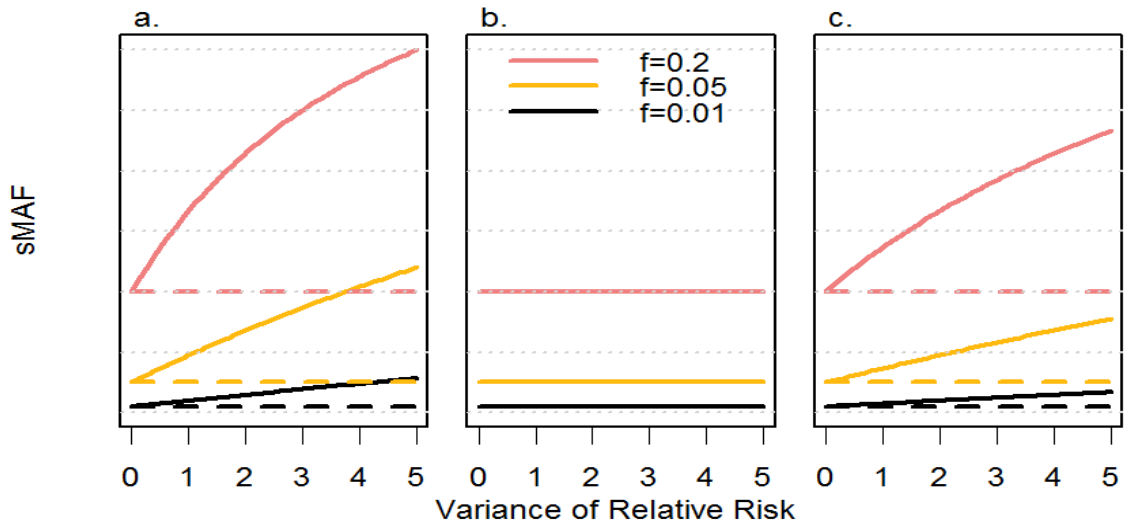 a.
b.
c.
f=0.2
f=0.05
f=0.01
sMAF
0 1 2 3 4 5
0 1 2 3 4 5
0 1 2 3 4 5
Variance of Relative Risk